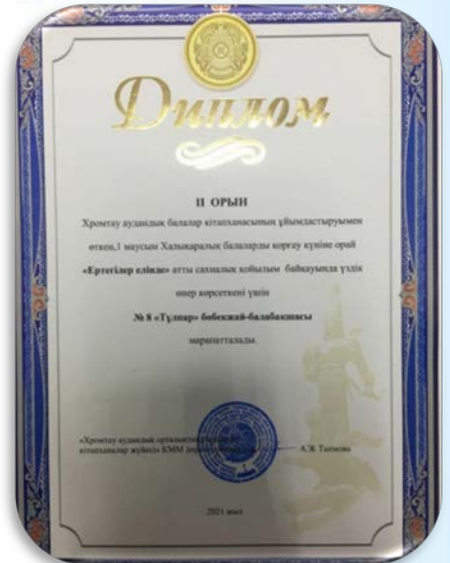 Диплом
II ОРЫН
Хромтау аудандық балалар кітапханасының ұйымдастыруымен
өткен,1 маусым Халықаралық балаларды қорғау күніне орай
«Ертегілер елінде» атты сахналық қойылым байқауында үздік
өнер көрсеткені үшін
№ 8 «Тұлпар» бөбекжай-балабақшасы
марапатталады.
«Хромтау аудандық
кітапханалар жүйесі» КММ
А.Ж
2021 жыл